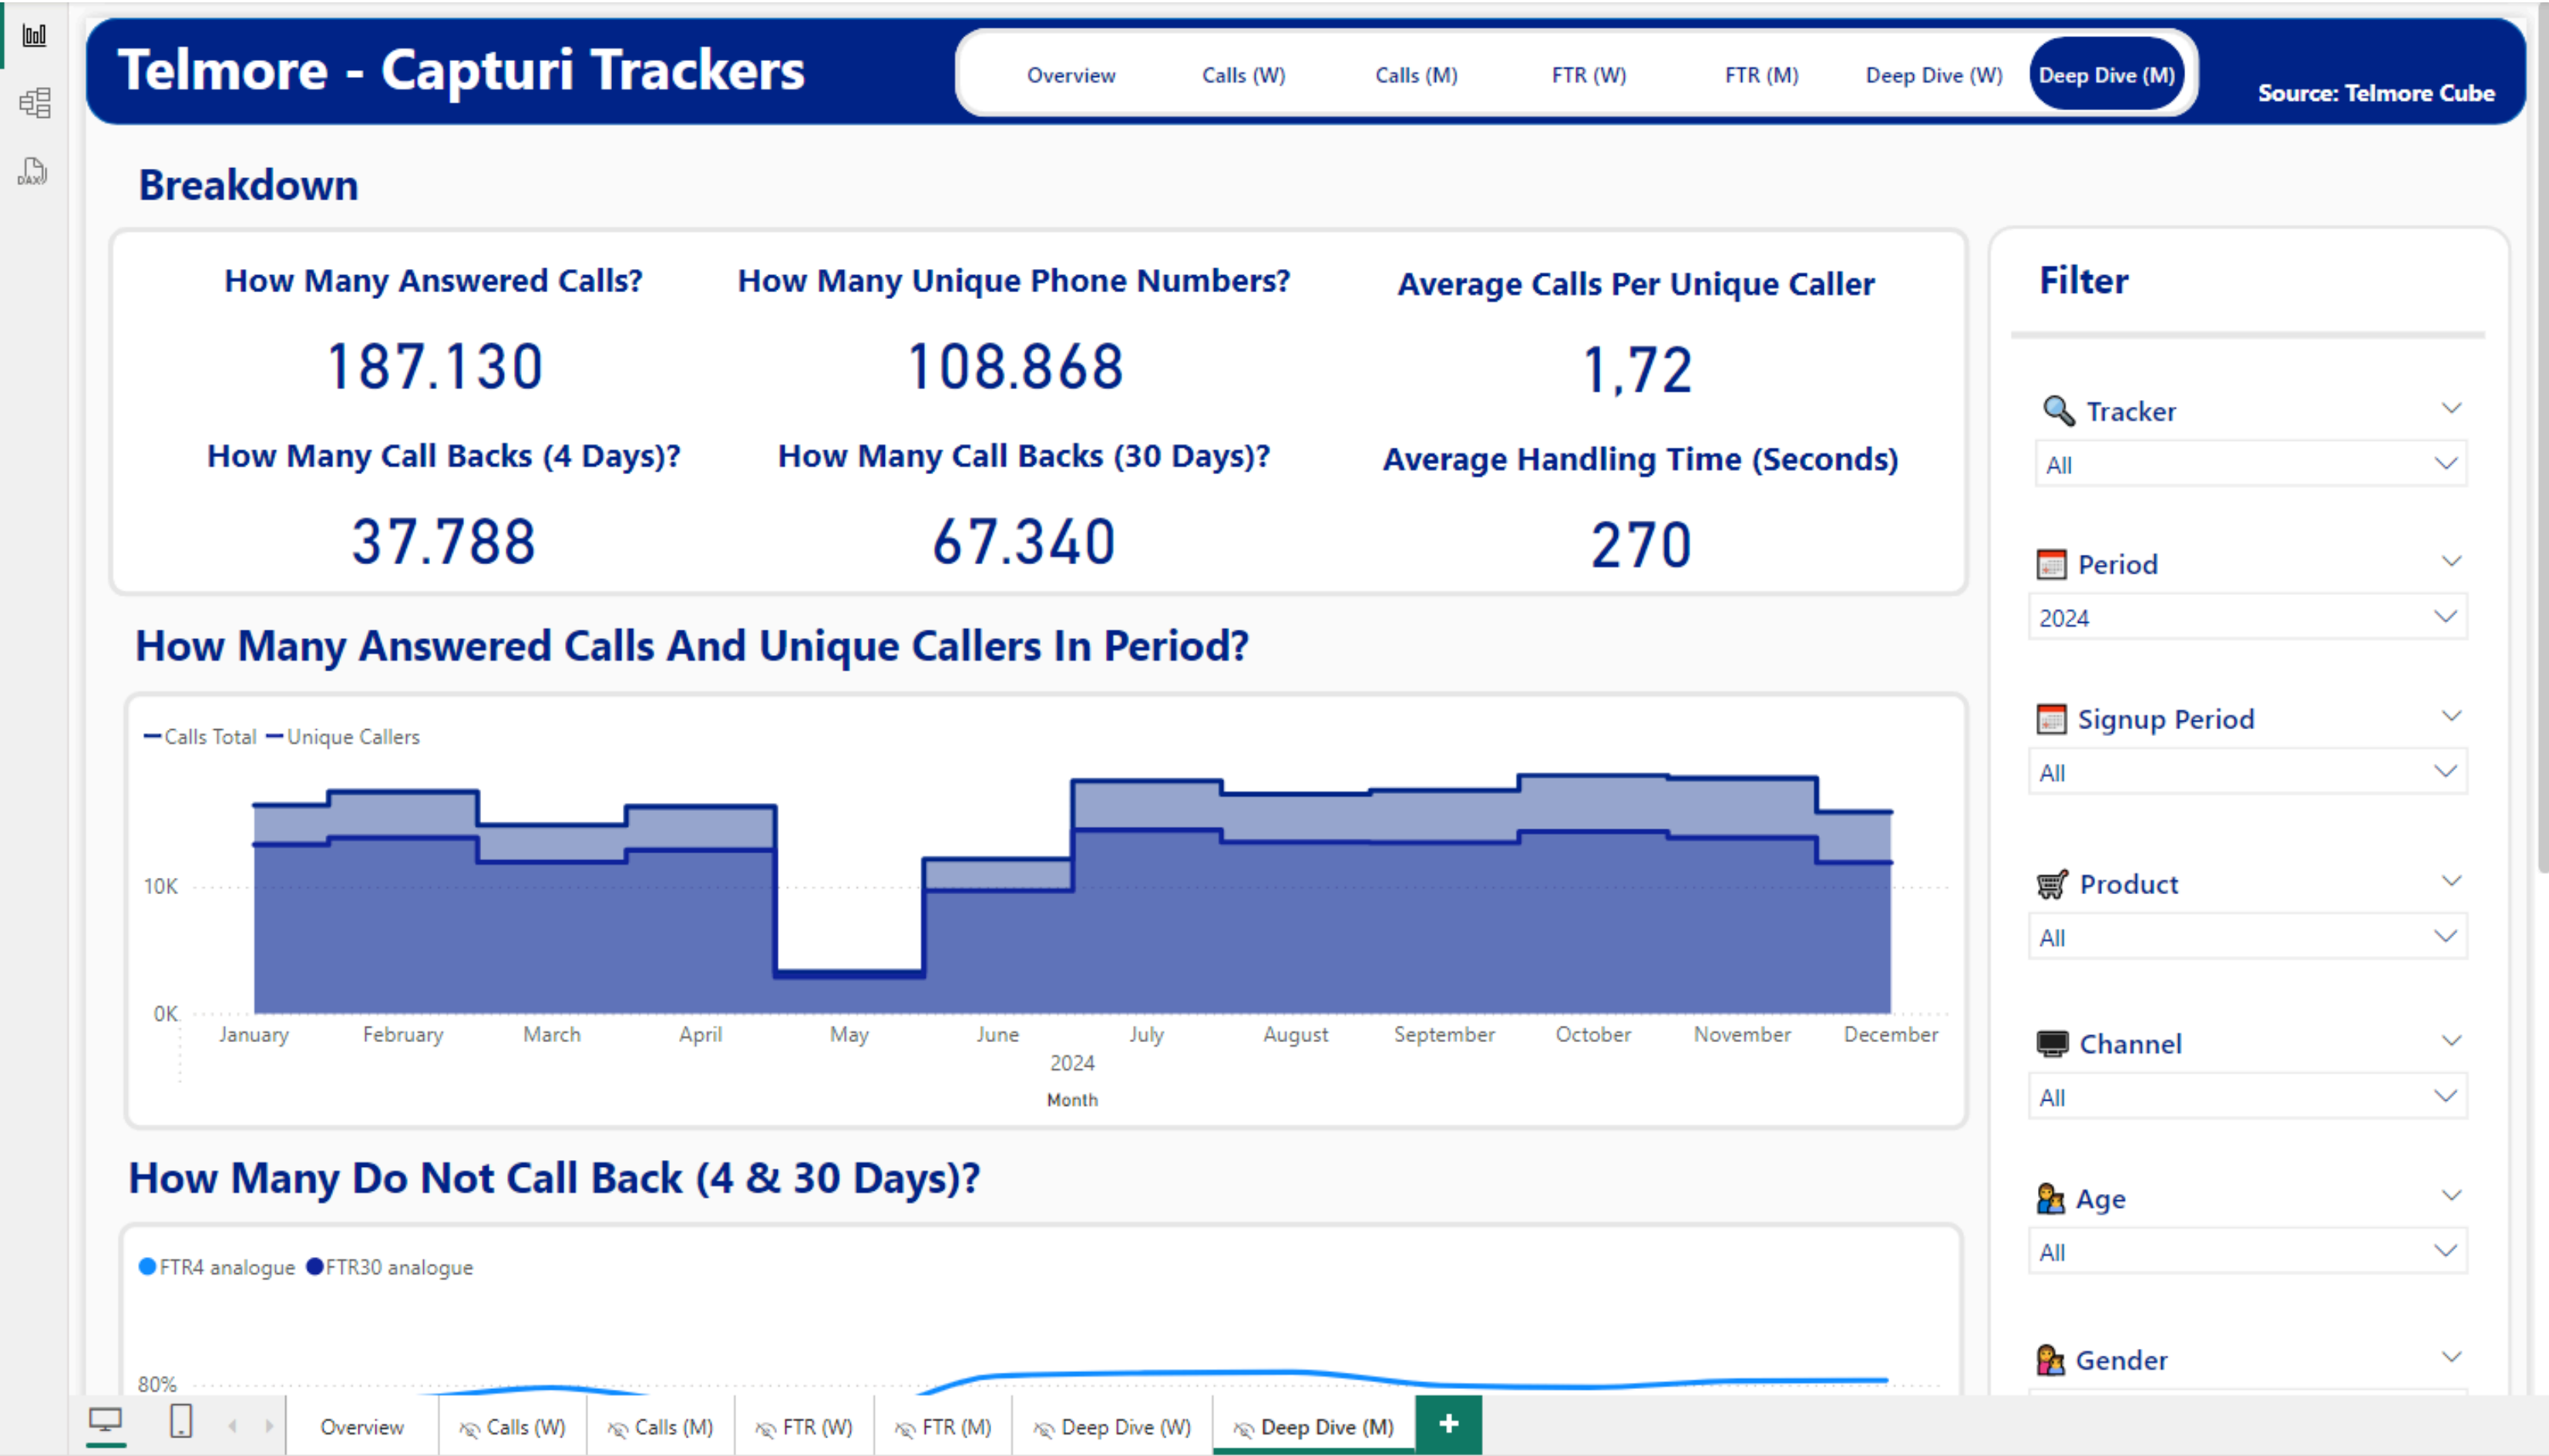 Telmore - Capturi Trackers
Overview Calls (W) Calls (M) FTR (W) FTR (M) Deep Dive (W) Deep Dive (M)
Source: Telmore Cube
DAX
Breakdown
How Many Answered Calls? How Many Unique Phone Numbers? Average Calls Per Unique Caller
187.130 108.868 1,72
How Many Call Backs (4 Days)? How Many Call Backs (30 Days)? Average Handling Time (Seconds)
37.788 67.340 270
How Many Answered Calls And Unique Callers In Period?
Calls Total Unique Callers
10K
0K
January February March April May June July August September October November December
2024
Month
How Many Do Not Call Back (4 & 30 Days)?
FTR4 analogue FTR30 analogue
80%
Filter
Tracker
All
Period
2024
Signup Period
All
Product
All
Channel
All
Age
All
Gender
Overview Calls (W) Calls (M) FTR (W) FTR (M) Deep Dive (W) Deep Dive (M) +